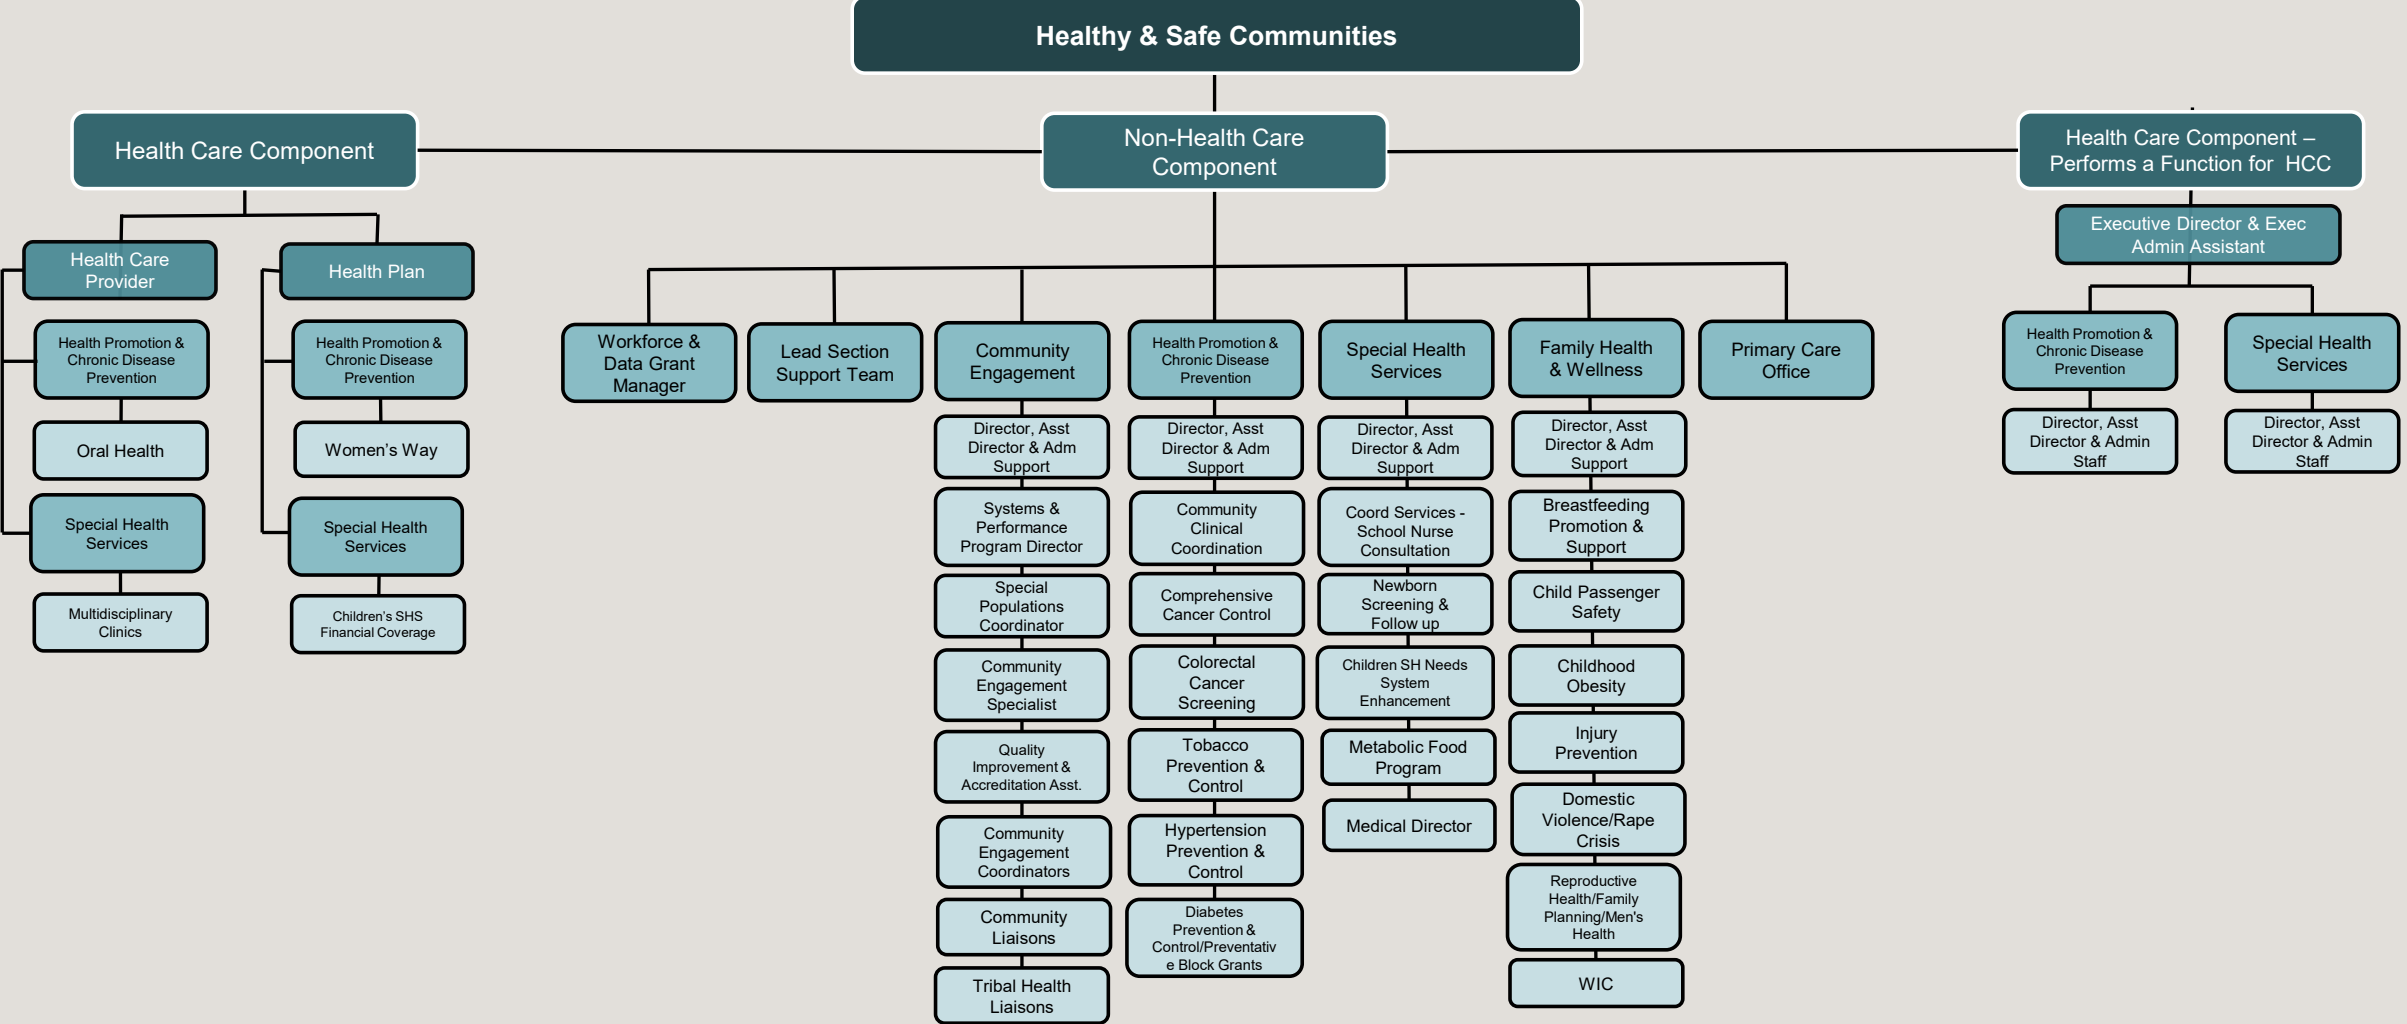 Healthy & Safe Communities
Health Care Component
Non-Health Care
Component
Health Care Component –
Performs a Function for HCC
Health Care
Provider
Health Promotion &
Chronic Disease
Prevention
Oral Health
Special Health
Services
Multidisciplinary
Clinics
Health Plan
Health Promotion &
Chronic Disease
Prevention
Women’s Way
Special Health
Services
Children’s SHS
Financial Coverage
Workforce &
Data Grant
Manager
Lead Section
Support Team
Community
Engagement
Director, Asst
Director & Adm
Support
Systems &
Performance
Program Director
Special
Populations
Coordinator
Community
Engagement
Specialist
Quality
Improvement &
Accreditation Asst.
Community
Engagement
Coordinators
Community
Liaisons
Tribal Health
Liaisons
Health Promotion &
Chronic Disease
Prevention
Director, Asst
Director & Adm
Support
Community
Clinical
Coordination
Comprehensive
Cancer Control
Colorectal
Cancer
Screening
Tobacco
Prevention &
Control
Hypertension
Prevention &
Control
Diabetes
Prevention &
Control/Preventativ
e Block Grants
Special Health
Services
Director, Asst
Director & Adm
Support
Coord Services -
School Nurse
Consultation
Newborn
Screening &
Follow up
Children SH Needs
System
Enhancement
Metabolic Food
Program
Medical Director
Family Health
& Wellness
Director, Asst
Director & Adm
Support
Breastfeeding
Promotion &
Support
Child Passenger
Safety
Childhood
Obesity
Injury
Prevention
Domestic
Violence/Rape
Crisis
Reproductive
Health/Family
Planning/Men's
Health
WIC
Primary Care
Office
Executive Director & Exec
Admin Assistant
Health Promotion &
Chronic Disease
Prevention
Director, Asst
Director & Admin
Staff
Special Health
Services
Director, Asst
Director & Admin
Staff